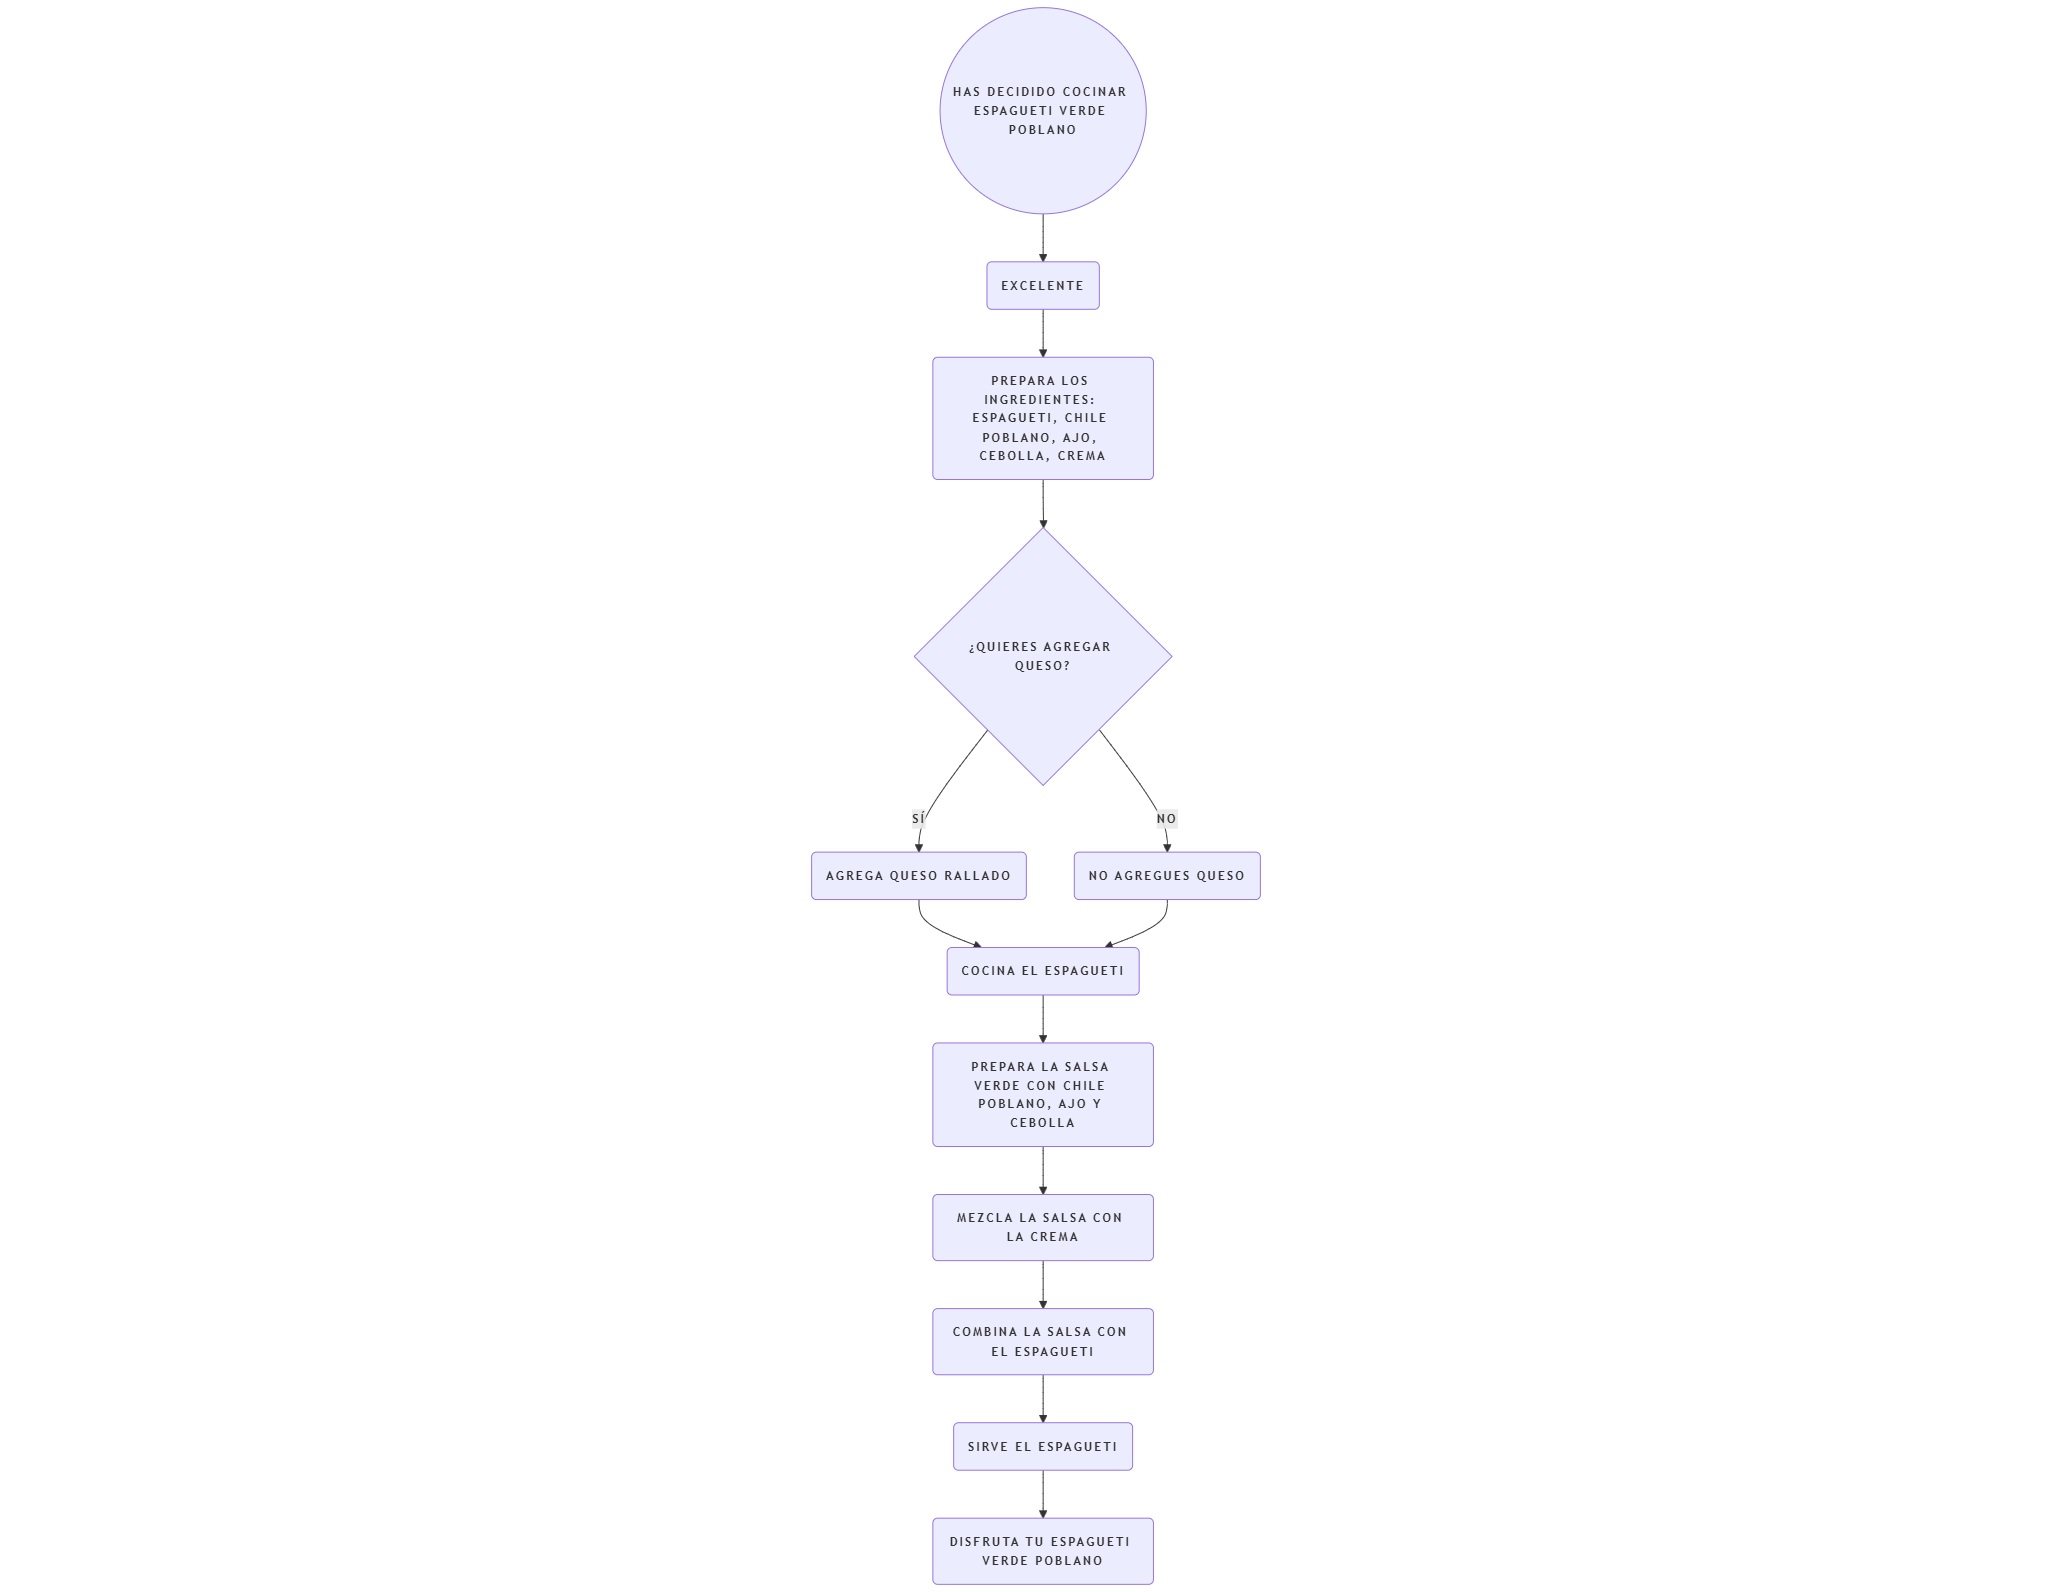 HAS DECIDIDO COCINAR
ESPAGUETI VERDE
POBLANO
EXCELENTE
PREPARA LOS
INGREDIENTES:
ESPAGUETI, CHILE
POBLANO, AJO,
CEBOLLA, CREMA
¿QUIERES AGREGAR
QUESO?
SÍ
NO
AGREGA QUESO RALLADO
NO AGREGUES QUESO
COCINA EL ESPAGUETI
PREPARA LA SALSA
VERDE CON CHILE
POBLANO, AJO Y
CEBOLLA
MEZCLA LA SALSA CON
LA CREMA
COMBINA LA SALSA CON
EL ESPAGUETI
SIRVE EL ESPAGUETI
DISFRUTA TU ESPAGUETI
VERDE POBLANO